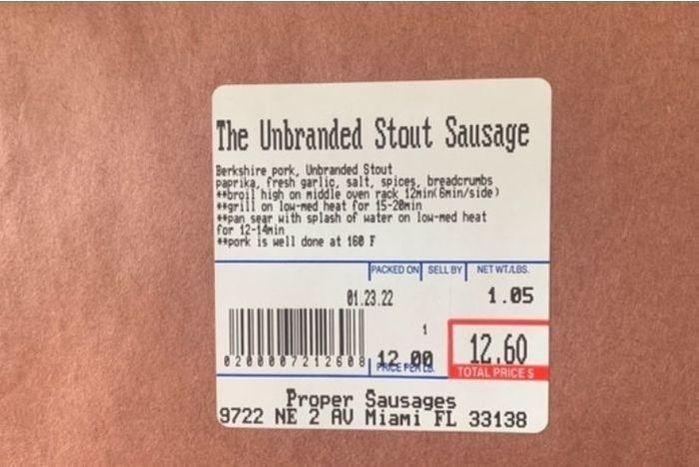 The Unbranded Stout Sausage
Berkshire pork, Unbranded Stout
paprika, fresh garlic, salt, spices, breadcrumbs
**broil high on middle oven rack 12min(6min/side)
**grill on low-med heat for 15-20min
**pan sear with splash of water on low-med heat
for 12-14min
**pork is well done at 160 F
PACKED ON SELL BY NET WT./LBS.
01.23.22 1.05
1
0200007212608 12.00 12.60
PRICE PER LB. TOTAL PRICE $
Proper Sausages
9722 NE 2 AV Miami FL 33138